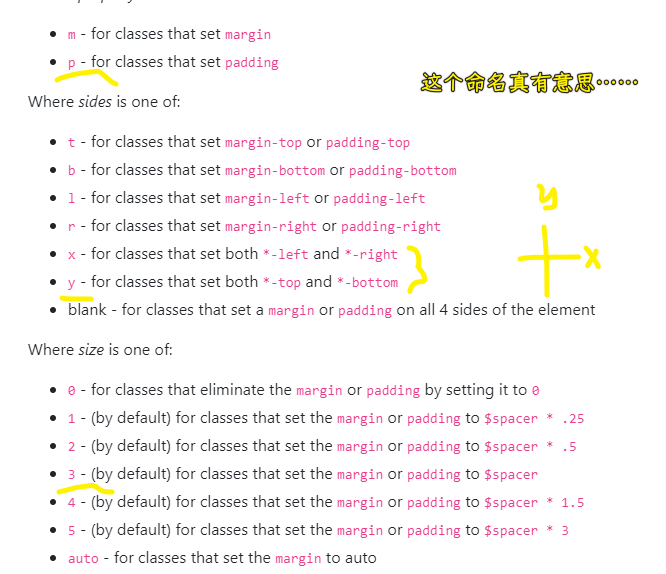 m - for classes that set margin
p - for classes that set padding
这个命名真有意思……
Where sides is one of:
t - for classes that set margin-top or padding-top
b - for classes that set margin-bottom or padding-bottom
l - for classes that set margin-left or padding-left
r - for classes that set margin-right or padding-right
x - for classes that set both *-left and *-right
y - for classes that set both *-top and *-bottom
y
x
blank - for classes that set a margin or padding on all 4 sides of the element
Where size is one of:
0 - for classes that eliminate the margin or padding by setting it to 0
1 - (by default) for classes that set the margin or padding to $spacer * .25
2 - (by default) for classes that set the margin or padding to $spacer * .5
3 - (by default) for classes that set the margin or padding to $spacer
4 - (by default) for classes that set the margin or padding to $spacer * 1.5
5 - (by default) for classes that set the margin or padding to $spacer * 3
auto - for classes that set the margin to auto